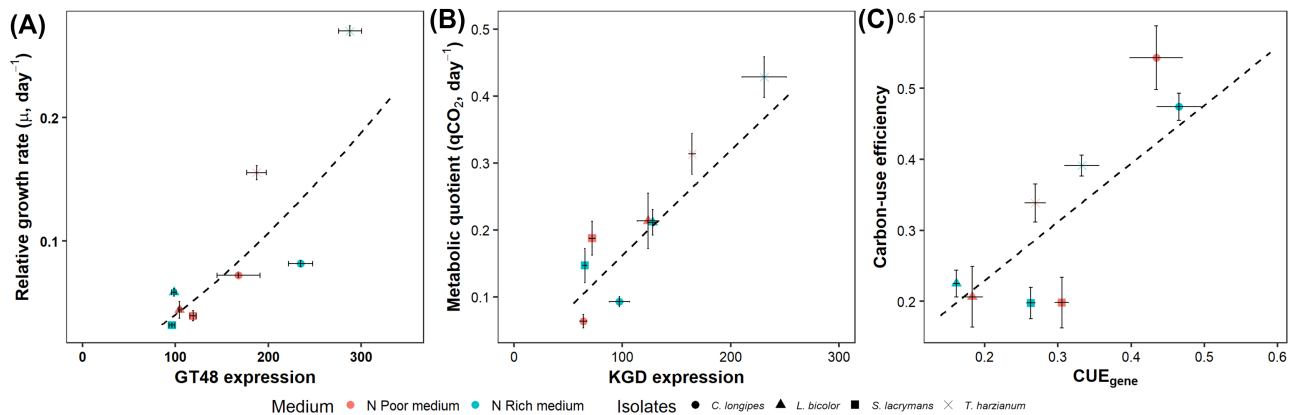 (A)
Relative growth rate (μ, day⁻¹)
0.2
0.1
0
100
200
300
GT48 expression
(B)
Metabolic quotient (qCO₂, day⁻¹)
0.5
0.4
0.3
0.2
0.1
0
100
200
300
KGD expression
(C)
Carbon-use efficiency
0.6
0.5
0.4
0.3
0.2
0.2
0.3
0.4
0.5
0.6
CUE_gene
Medium N Poor medium N Rich medium Isolates C. longipes L. bicolor S. lacrymans T. harzianum